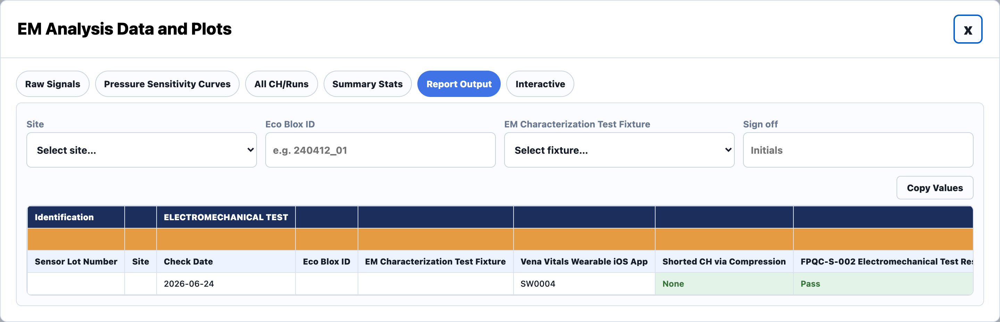 EM Analysis Data and Plots
X
Raw Signals Pressure Sensitivity Curves All CH/Runs Summary Stats Report Output Interactive
Site Eco Blox ID EM Characterization Test Fixture Sign off
Select site... e.g. 240412_01 Select fixture... Initials
Copy Values
Identification ELECTROMECHANICAL TEST
Sensor Lot Number Site Check Date Eco Blox ID EM Characterization Test Fixture Vena Vitals Wearable iOS App Shorted CH via Compression FPQC-S-002 Electromechanical Test
2026-06-24 SW0004 None Pass